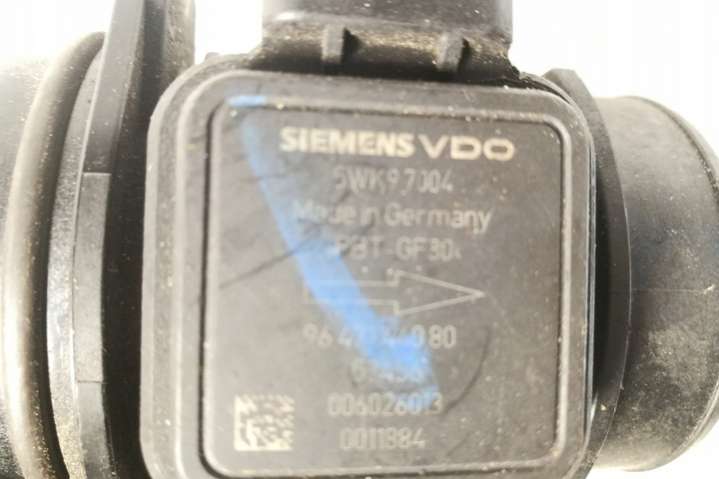 SIEMENS VDO
5WK97004
Made in Germany
PBT-GF30
006026013
0011884